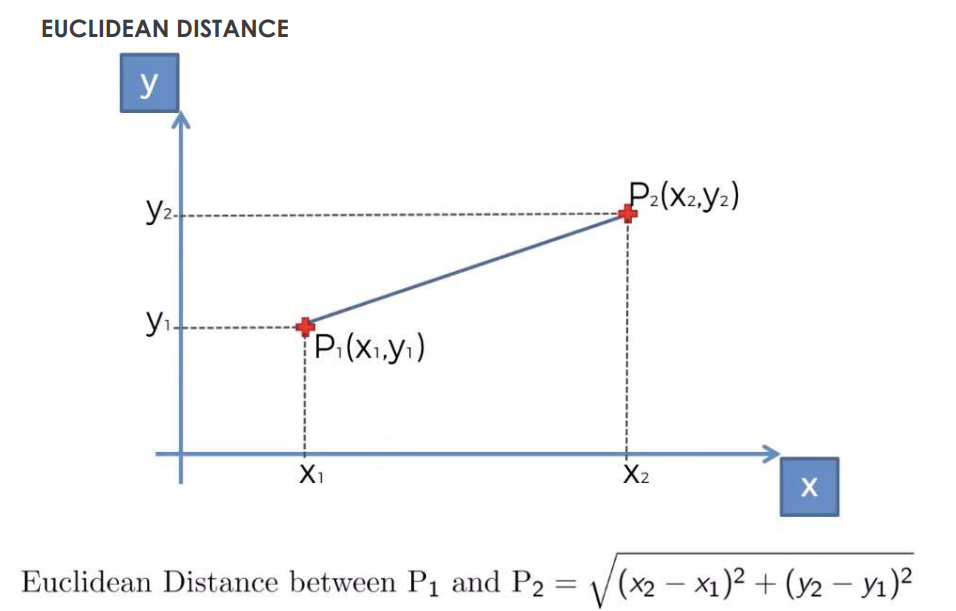 EUCLIDEAN DISTANCE
y
y₂
P₂(x₂,y₂)
y₁
P₁(x₁,y₁)
x₁
x₂
x
Euclidean Distance between P₁ and P₂ = √(x₂ − x₁)² + (y₂ − y₁)²